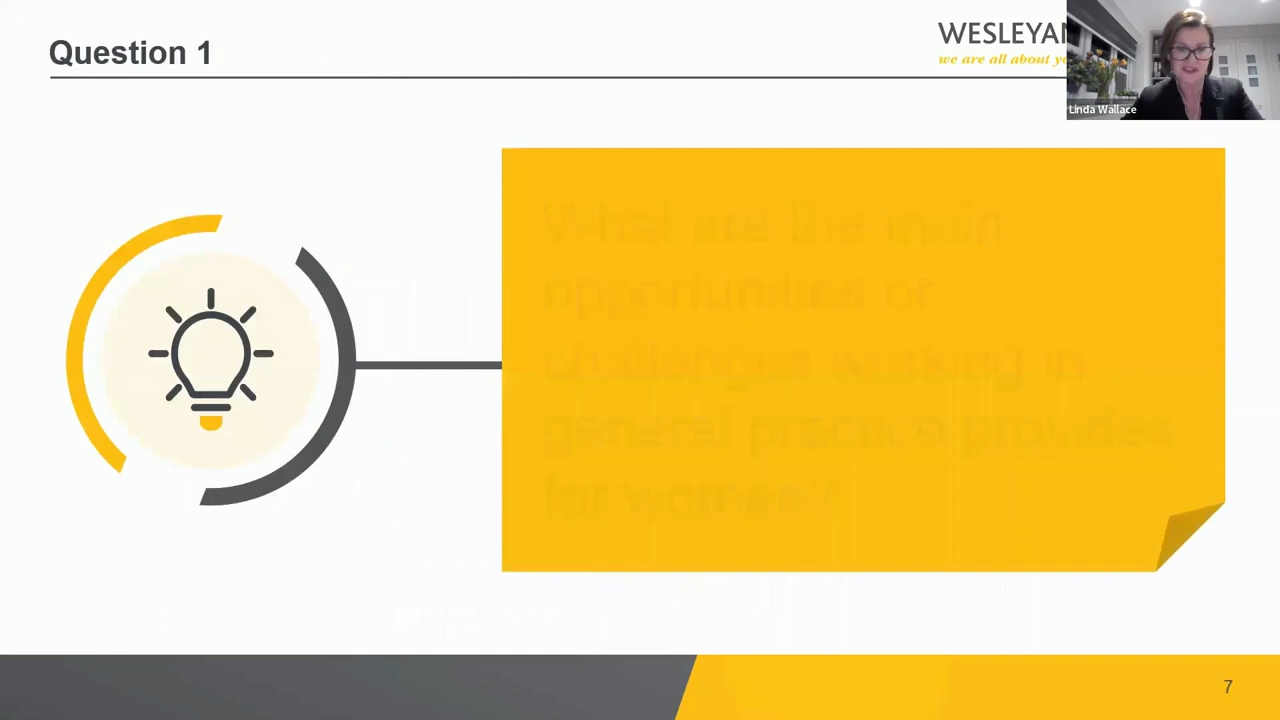 Question 1
WESLEYAN
we are all about yo
Linda Wallace
What are the main
opportunities or
challenges working in
general practice provides
for women?
7